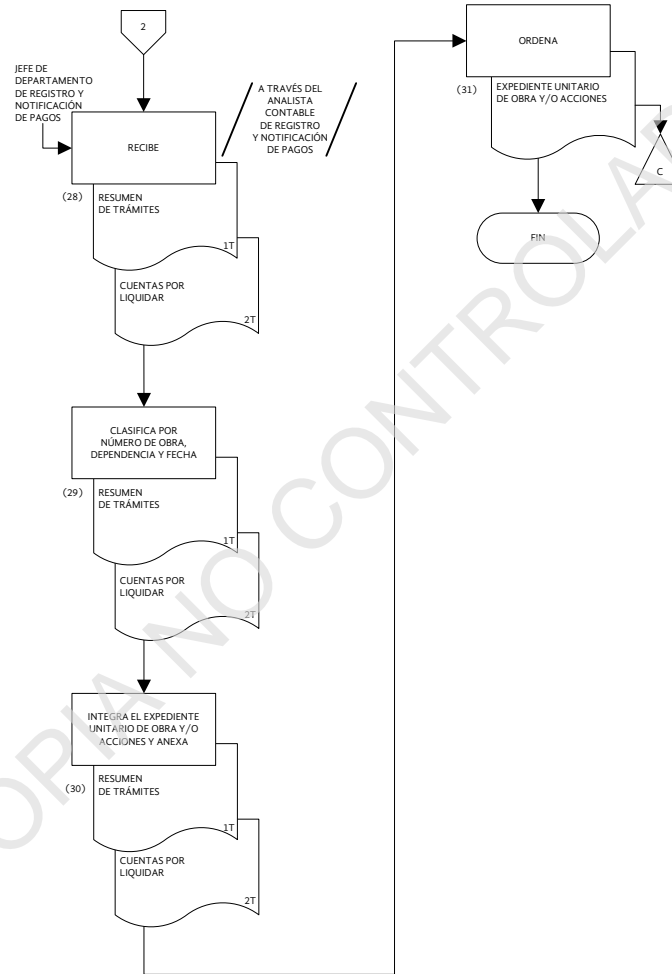 2
JEFE DE
DEPARTAMENTO
DE REGISTRO Y
NOTIFICACIÓN
DE PAGOS
A TRAVÉS DEL
ANALISTA
CONTABLE
DE REGISTRO
Y NOTIFICACIÓN
DE PAGOS
RECIBE
(28)
RESUMEN
DE TRÁMITES
1T
CUENTAS POR
LIQUIDAR
2T
CLASIFICA POR
NÚMERO DE OBRA,
DEPENDENCIA Y FECHA
(29)
RESUMEN
DE TRÁMITES
1T
CUENTAS POR
LIQUIDAR
2T
INTEGRA EL EXPEDIENTE
UNITARIO DE OBRA Y/O
ACCIONES Y ANEXA
(30)
RESUMEN
DE TRÁMITES
1T
CUENTAS POR
LIQUIDAR
2T
ORDENA
(31)
EXPEDIENTE UNITARIO
DE OBRA Y/O ACCIONES
C
FIN
OPIA NO CONTROLA